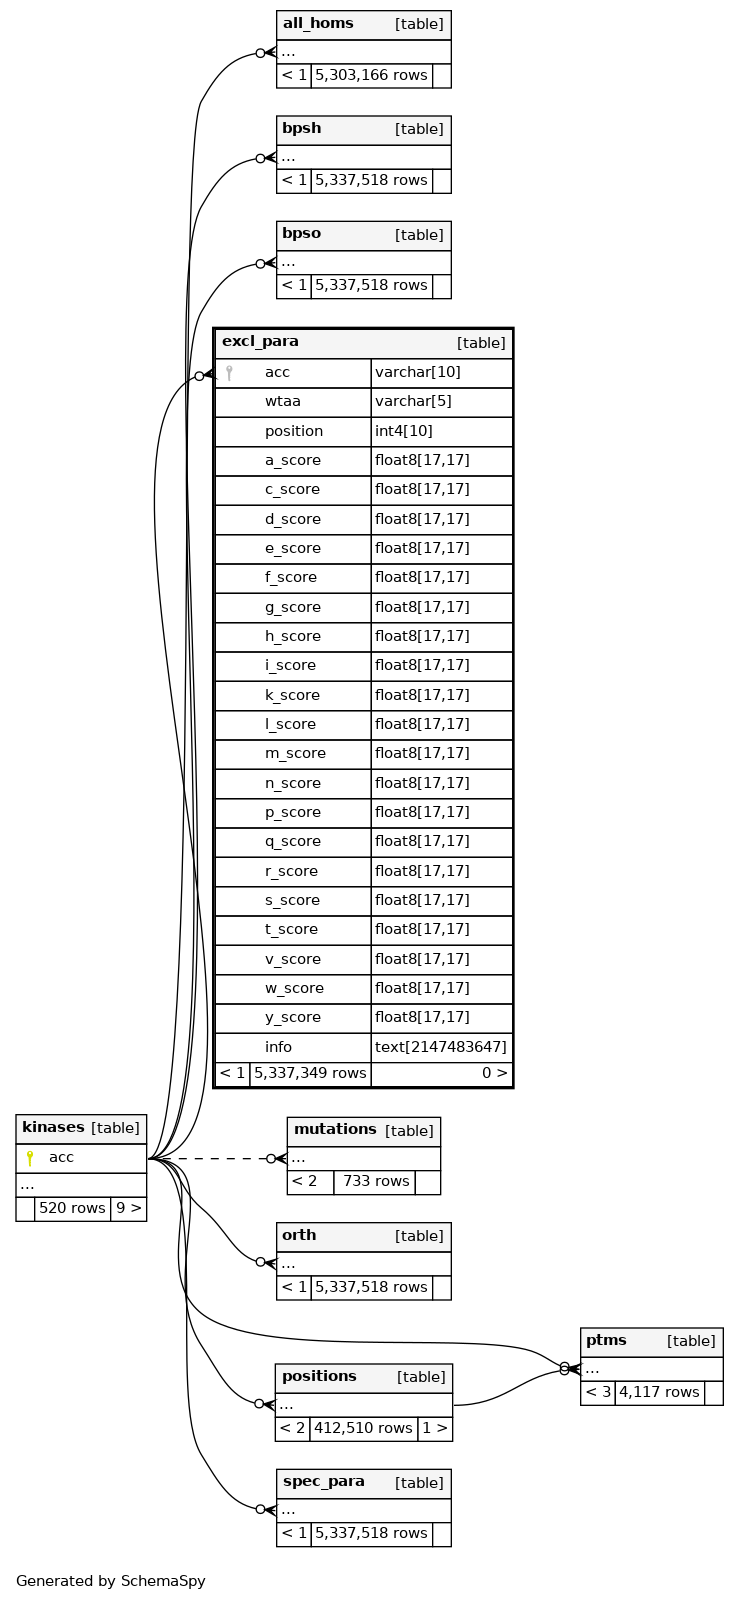 all_homs [table]
...
< 1 5,303,166 rows
bpsh [table]
...
< 1 5,337,518 rows
bpso [table]
...
< 1 5,337,518 rows
excl_para [table]
acc varchar[10]
wtaa varchar[5]
position int4[10]
a_score float8[17,17]
c_score float8[17,17]
d_score float8[17,17]
e_score float8[17,17]
f_score float8[17,17]
g_score float8[17,17]
h_score float8[17,17]
i_score float8[17,17]
k_score float8[17,17]
l_score float8[17,17]
m_score float8[17,17]
n_score float8[17,17]
p_score float8[17,17]
q_score float8[17,17]
r_score float8[17,17]
s_score float8[17,17]
t_score float8[17,17]
v_score float8[17,17]
w_score float8[17,17]
y_score float8[17,17]
info text[2147483647]
< 1 5,337,349 rows 0 >
kinases [table]
acc
...
520 rows 9 >
mutations [table]
...
< 2 733 rows
orth [table]
...
< 1 5,337,518 rows
ptms [table]
...
< 3 4,117 rows
positions [table]
...
< 2 412,510 rows 1 >
spec_para [table]
...
< 1 5,337,518 rows
Generated by SchemaSpy